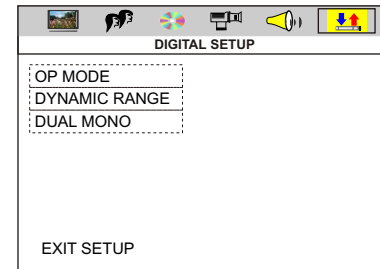 DIGITAL SETUP
OP MODE
DYNAMIC RANGE
DUAL MONO
EXIT SETUP